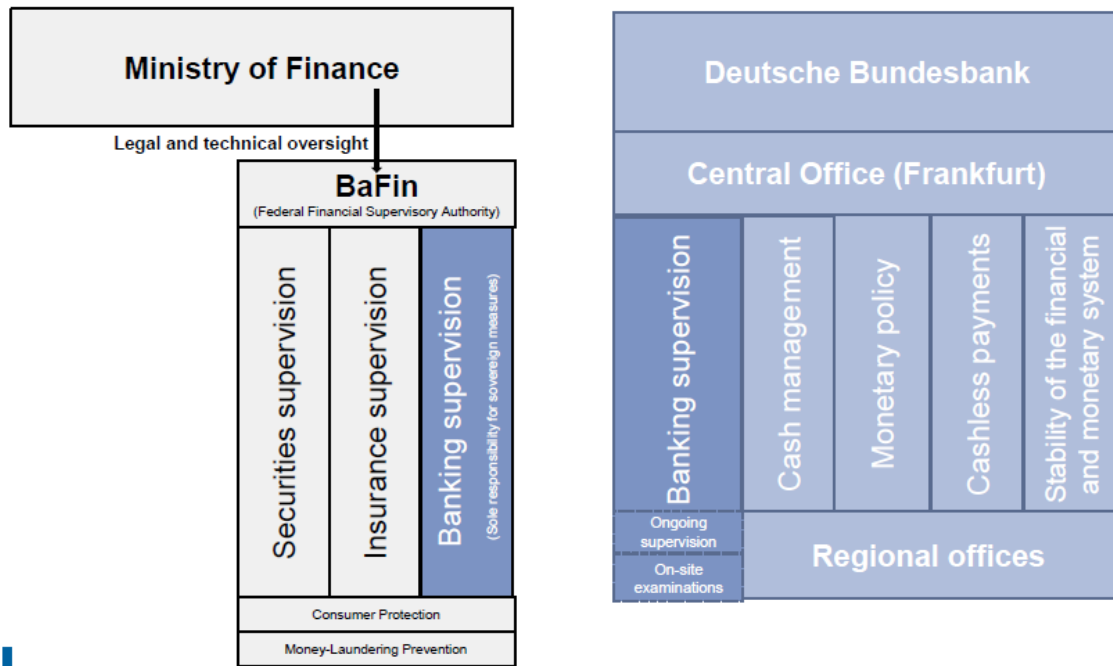 Ministry of Finance
Legal and technical oversight
BaFin
(Federal Financial Supervisory Authority)
Securities supervision
Insurance supervision
Banking supervision
(Sole responsibility for sovereign measures)
Consumer Protection
Money-Laundering Prevention
Deutsche Bundesbank
Central Office (Frankfurt)
Banking supervision
Cash management
Monetary policy
Cashless payments
Stability of the financial
and monetary system
Ongoing
supervision
On-site
examinations
Regional offices